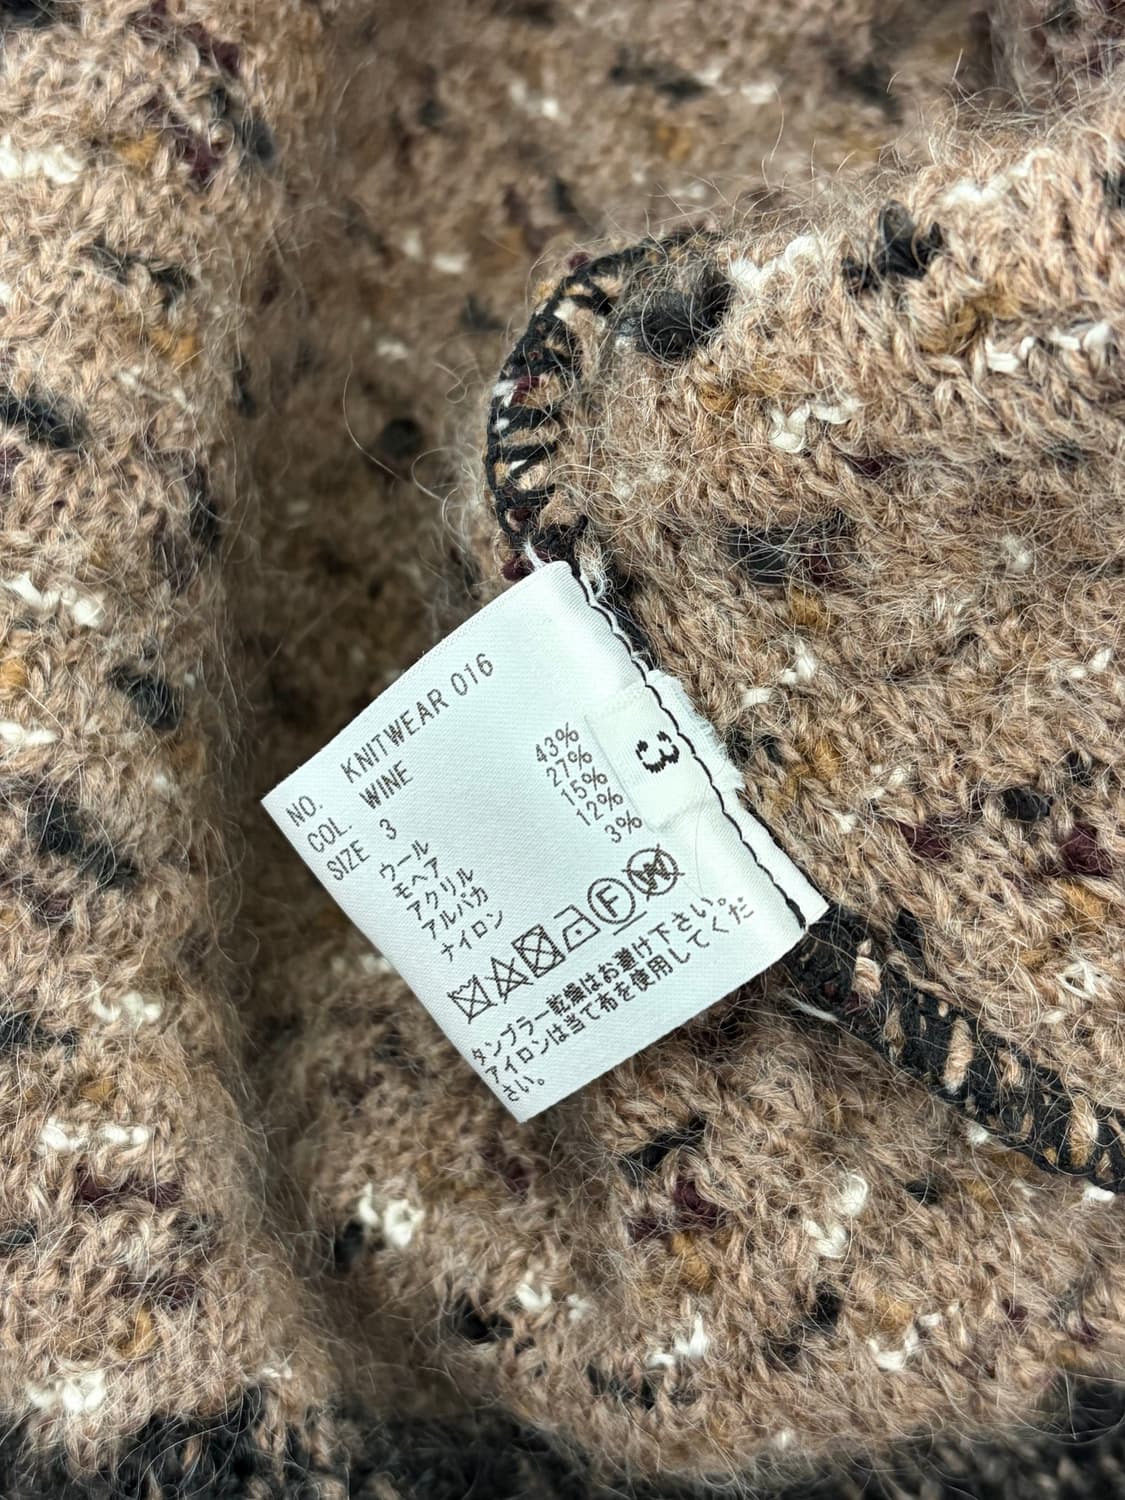 NO. KNITWEAR 016
COL. WINE
SIZE 3
ウール 43%
モヘア 27%
アクリル 15%
アルパカ 12%
ナイロン 3%
F W
タンブラー乾燥はお避け下さい。
アイロンは当て布を使用してくだ
さい。
3